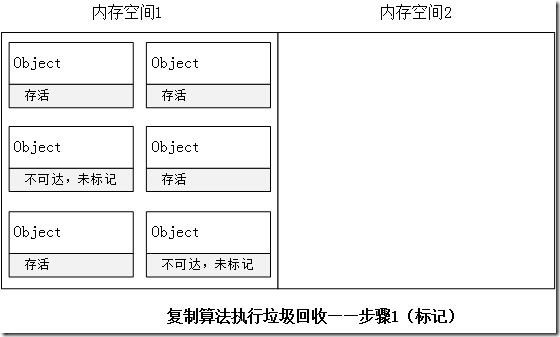 内存空间1 内存空间2
Object Object
存活 存活
Object Object
不可达，未标记 存活
Object Object
存活 不可达，未标记
复制算法执行垃圾回收——步骤1（标记）